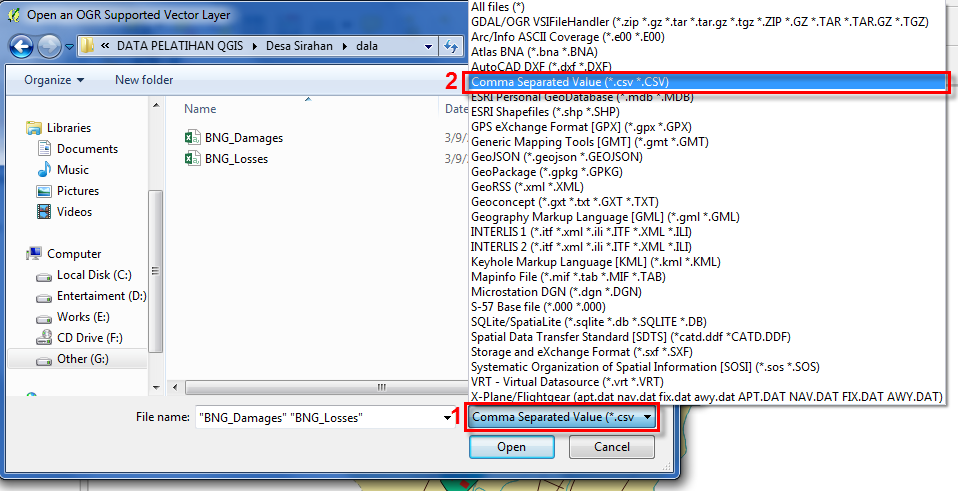 Open an OGR Supported Vector Layer
« DATA PELATIHAN QGIS ▸ Desa Sirahan ▸ dala
Organize
New folder
Libraries
Documents
Music
Pictures
Videos
Computer
Local Disk (C:)
Entertaiment (D:)
Works (E:)
CD Drive (F:)
Other (G:)
Name
Date
BNG_Damages
3/9/
BNG_Losses
3/9/
All files (*)
GDAL/OGR VSIFileHandler (*.zip *.gz *.tar *.tar.gz *.tgz *.ZIP *.GZ *.TAR *.TAR.GZ *.TGZ)
Arc/Info ASCII Coverage (*.e00 *.E00)
Atlas BNA (*.bna *.BNA)
AutoCAD DXF (*.dxf *.DXF)
2
Comma Separated Value (*.csv *.CSV)
ESRI Personal GeoDatabase (*.mdb *.MDB)
ESRI Shapefiles (*.shp *.SHP)
GPS eXchange Format [GPX] (*.gpx *.GPX)
Generic Mapping Tools [GMT] (*.gmt *.GMT)
GeoJSON (*.geojson *.GEOJSON)
GeoPackage (*.gpkg *.GPKG)
GeoRSS (*.xml *.XML)
Geoconcept (*.gxt *.txt *.GXT *.TXT)
Geography Markup Language [GML] (*.gml *.GML)
INTERLIS 1 (*.itf *.xml *.ili *.ITF *.XML *.ILI)
INTERLIS 2 (*.itf *.xml *.ili *.ITF *.XML *.ILI)
Keyhole Markup Language [KML] (*.kml *.KML)
Mapinfo File (*.mif *.tab *.MIF *.TAB)
Microstation DGN (*.dgn *.DGN)
S-57 Base file (*.000 *.000)
SQLite/SpatiaLite (*.sqlite *.db *.SQLITE *.DB)
Spatial Data Transfer Standard [SDTS] (*catd.ddf *CATD.DDF)
Storage and eXchange Format (*.sxf *.SXF)
Systematic Organization of Spatial Information [SOSI] (*.sos *.SOS)
VRT - Virtual Datasource (*.vrt *.VRT)
X-Plane/Flightgear (apt.dat nav.dat fix.dat awy.dat APT.DAT NAV.DAT FIX.DAT AWY.DAT)
File name:
"BNG_Damages" "BNG_Losses"
1
Comma Separated Value (*.csv
Open
Cancel